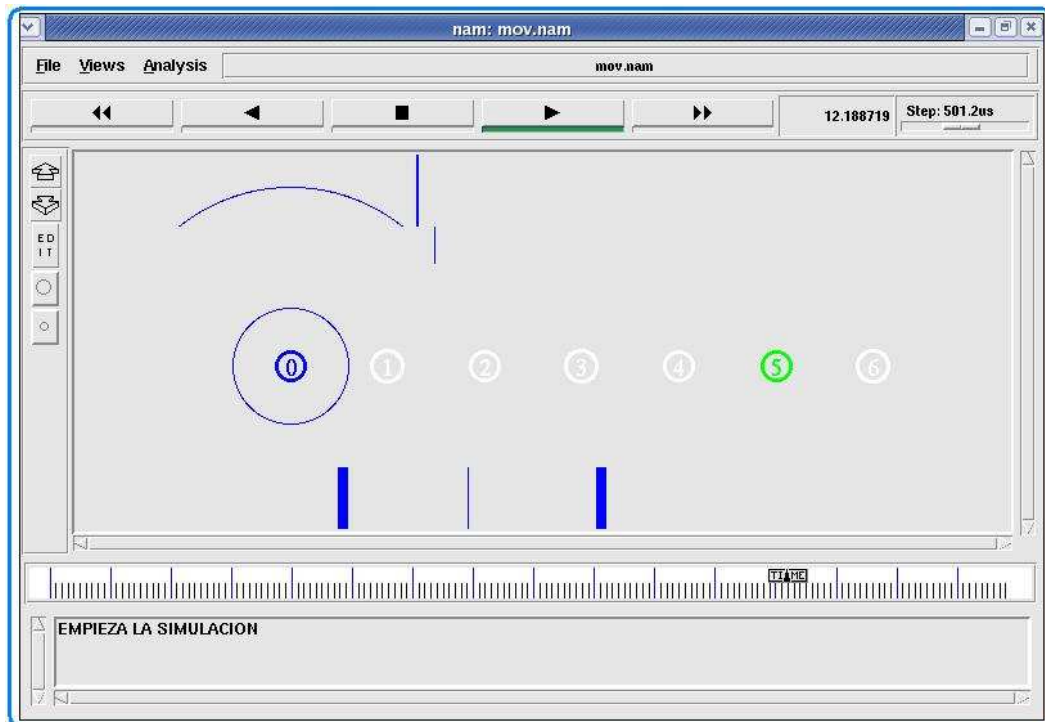 nam: mov.nam
File Views Analysis mov.nam
12.188719 Step: 501.2us
E D
I T
0 1 2 3 4 5 6
TIME
EMPIEZA LA SIMULACION